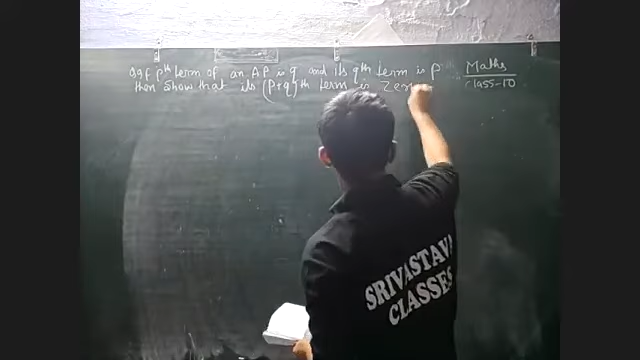 Q If pth term of an AP is q and its qth term is p
then show that its (p+q)th term is Zero
Maths
Class-10
SRIVASTAVA
CLASSES